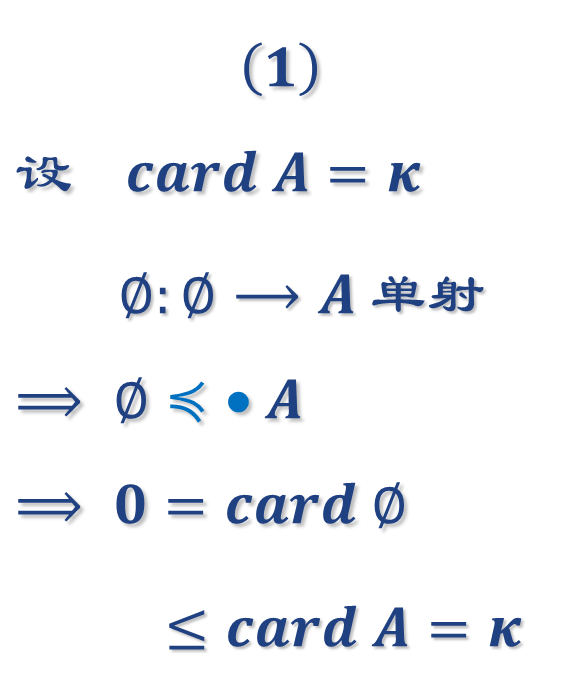 (1)
设 card A = κ
∅: ∅ ⟶ A 单射
⟹ ∅ ≼ • A
⟹ 0 = card ∅
≤ card A = κ